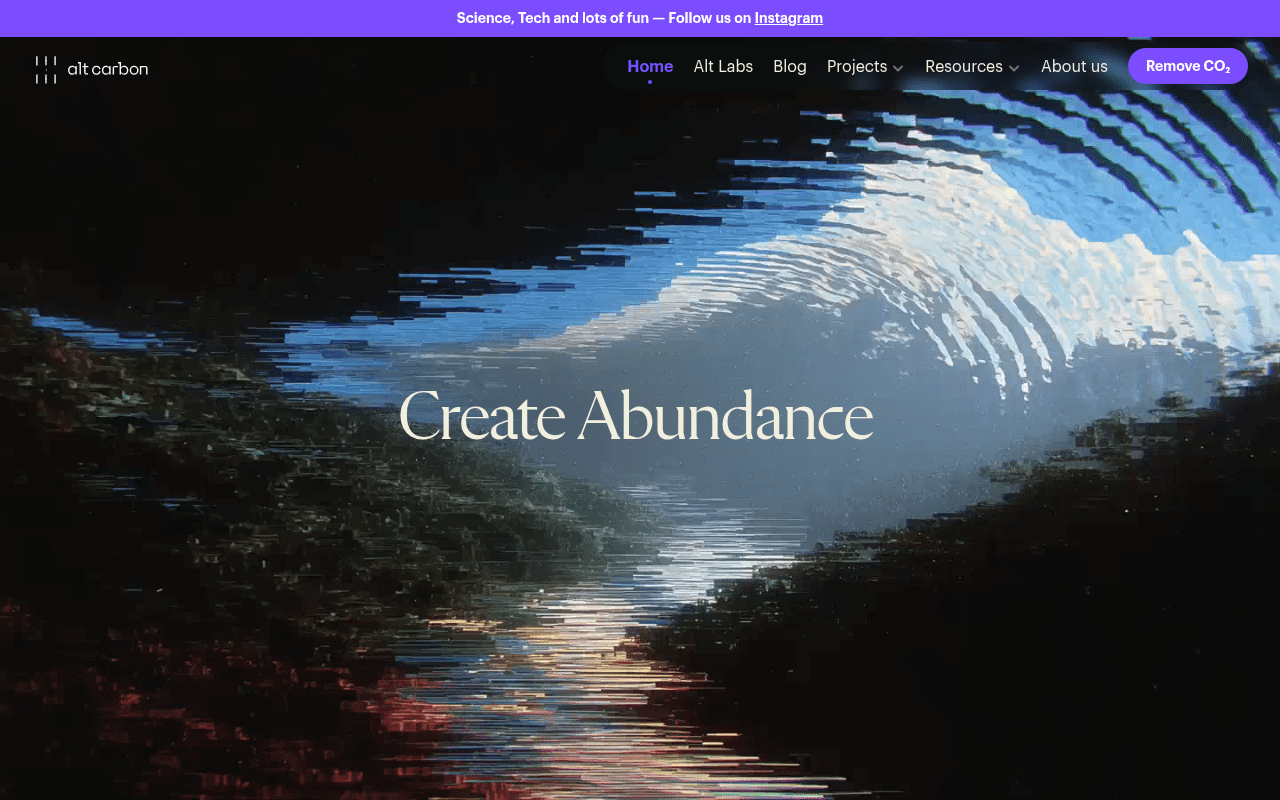 Science, Tech and lots of fun — Follow us on Instagram
alt carbon
Home
Alt Labs
Blog
Projects
Resources
About us
Remove CO₂
Create Abundance